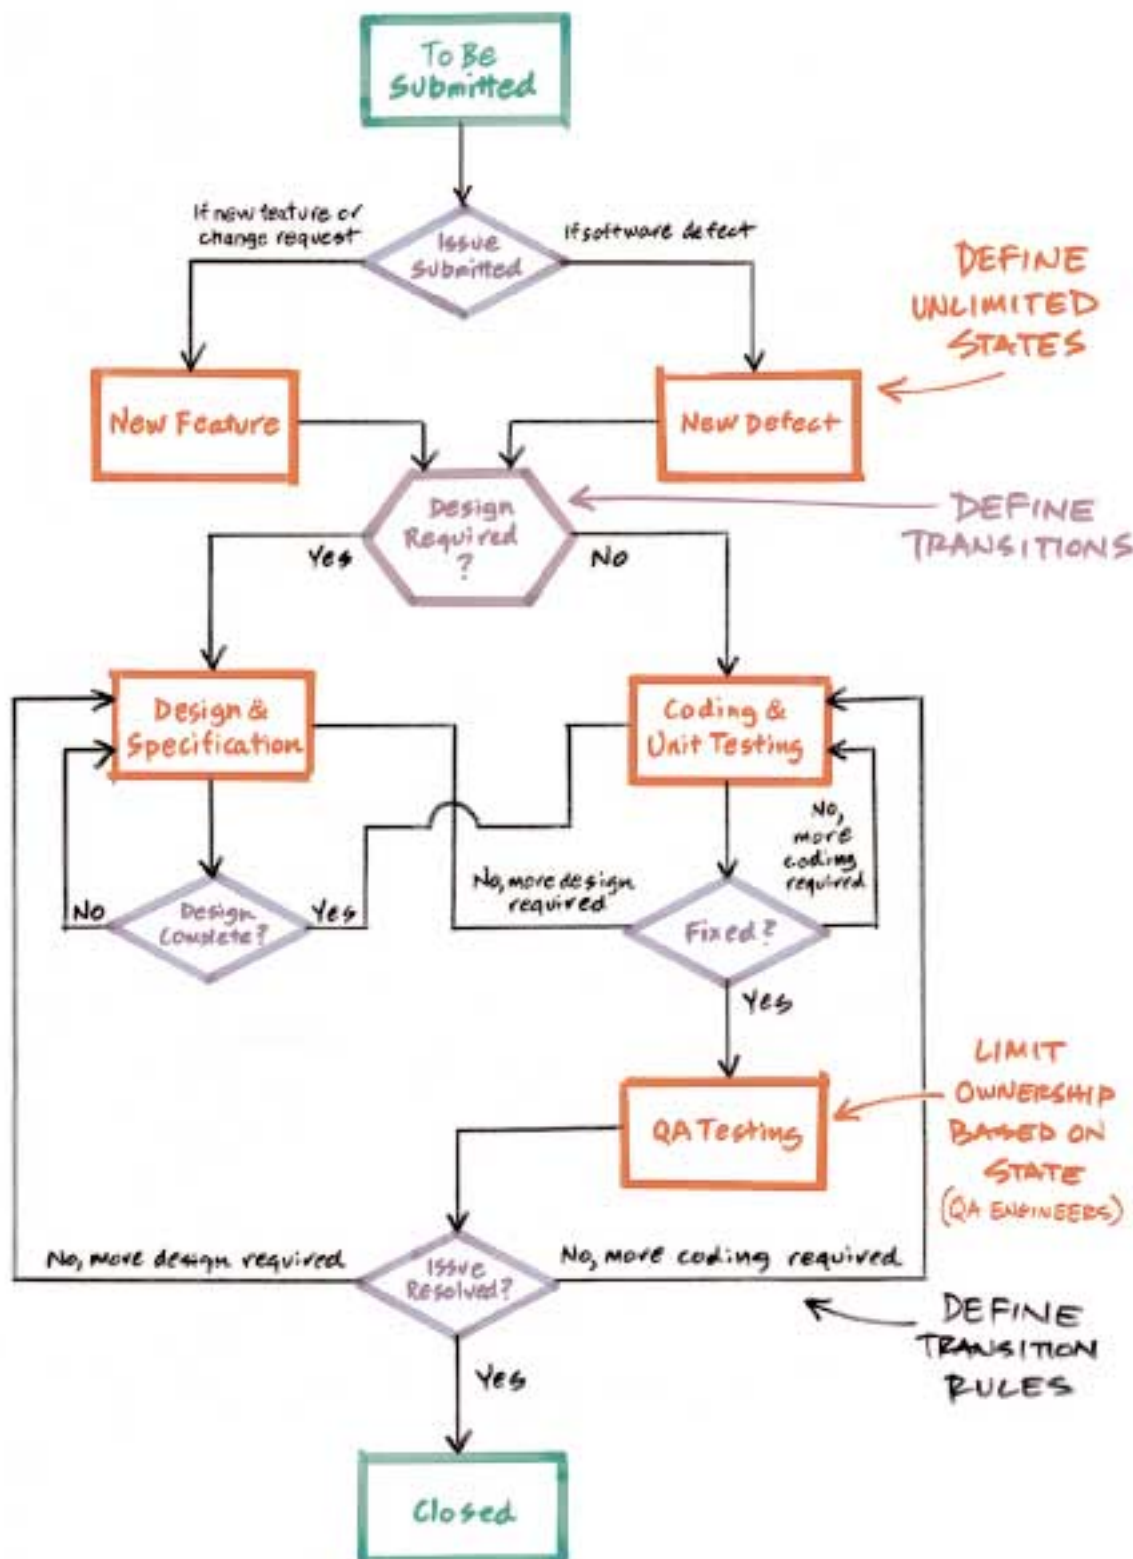 To Be
Submitted
If new feature or
change request
Issue
Submitted
If software defect
DEFINE
UNLIMITED
STATES
New Feature
New Defect
Design
Required
?
DEFINE
TRANSITIONS
Yes
No
Design &
Specification
Coding &
Unit Testing
No,
more
coding
required
No, more design
required
No
Design
Complete?
Yes
Fixed?
Yes
LIMIT
OWNERSHIP
BASED ON
STATE
(QA ENGINEERS)
QA Testing
No, more design required
Issue
Resolved?
No, more coding required
DEFINE
TRANSITION
RULES
Yes
Closed